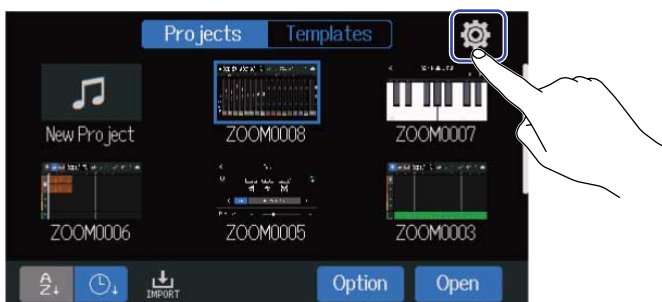 Projects Templates
New Project ZOOM0008 ZOOM0007
ZOOM0006 ZOOM0005 ZOOM0003
A Z↓ IMPORT Option Open